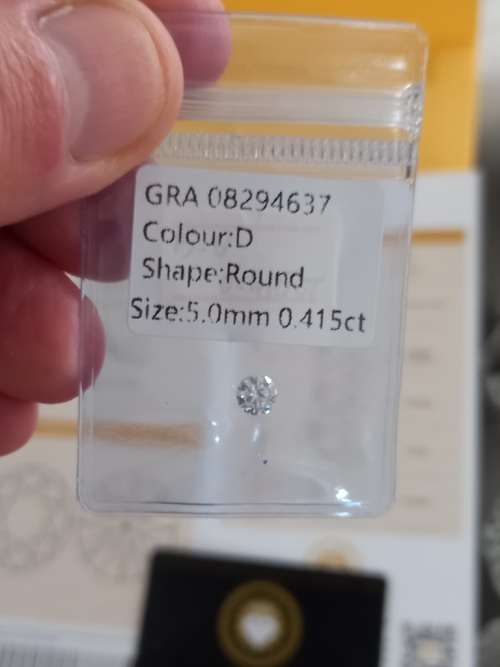 GRA 08294637
Colour:D
Shape:Round
Size:5.0mm 0.415ct